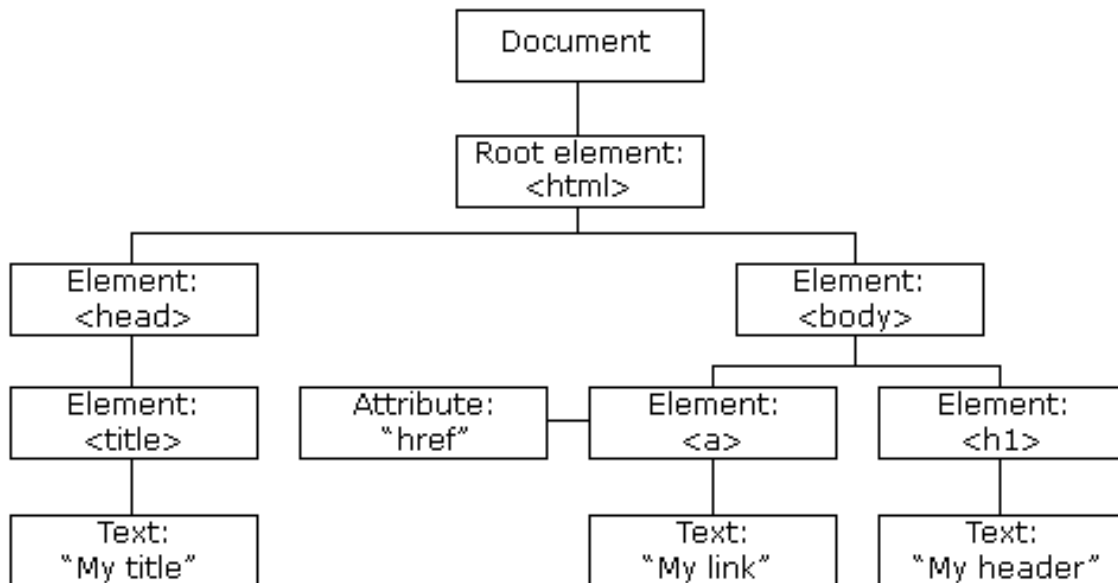 Document
Root element:
<html>
Element:
<head>
Element:
<body>
Element:
<title>
Attribute:
“href”
Element:
<a>
Element:
<h1>
Text:
“My title”
Text:
“My link”
Text:
“My header”